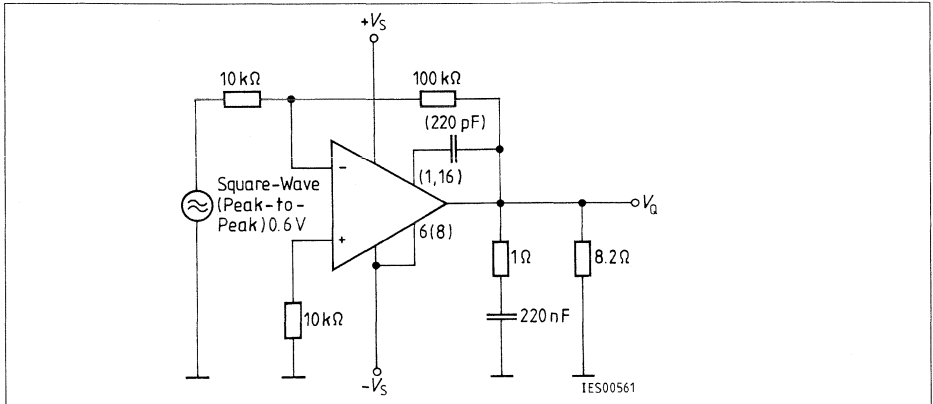 +VS
10 kΩ
100 kΩ
(220 pF)
−
(1,16)
Square-Wave
(Peak-to-
Peak) 0.6 V
+
6(8)
VQ
1Ω
8.2Ω
10 kΩ
220 nF
-VS
IES00561